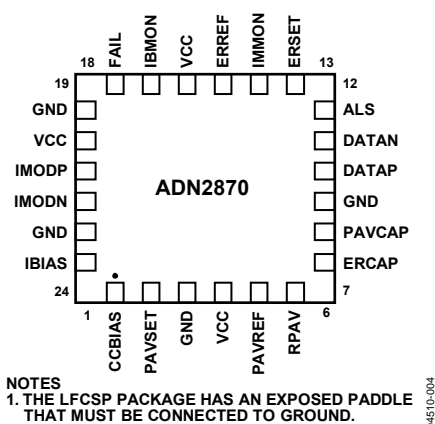 18
FAIL
IBMON
VCC
ERREF
IMMON
ERSET
13
19
12
GND
VCC
IMODP
IMODN
GND
IBIAS
ADN2870
ALS
DATAN
DATAP
GND
PAVCAP
ERCAP
24
7
1
CCBIAS
PAVSET
GND
VCC
PAVREF
RPAV
6
NOTES
1. THE LFCSP PACKAGE HAS AN EXPOSED PADDLE
THAT MUST BE CONNECTED TO GROUND.
04510-004